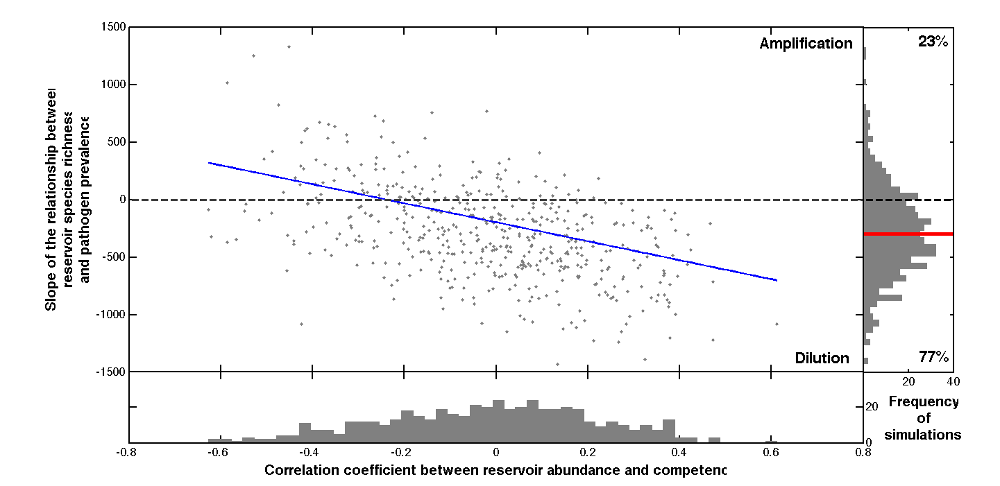 1500
1000
500
0
-500
-1000
-1500
Slope of the relationship between
reservoir species richness
and pathogen prevalence
Amplification
Dilution
23%
77%
20 40
Frequency
of
simulations
20
0
-0.8 -0.6 -0.4 -0.2 0 0.2 0.4 0.6 0.8
Correlation coefficient between reservoir abundance and competenc